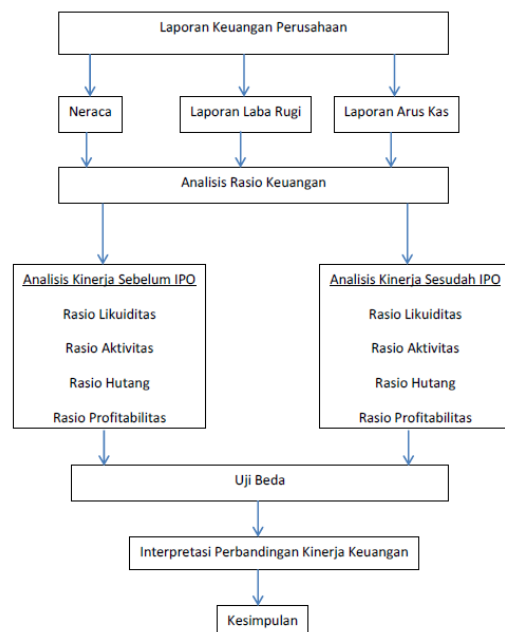 Laporan Keuangan Perusahaan
Neraca
Laporan Laba Rugi
Laporan Arus Kas
Analisis Rasio Keuangan
Analisis Kinerja Sebelum IPO
Rasio Likuiditas
Rasio Aktivitas
Rasio Hutang
Rasio Profitabilitas
Analisis Kinerja Sesudah IPO
Rasio Likuiditas
Rasio Aktivitas
Rasio Hutang
Rasio Profitabilitas
Uji Beda
Interpretasi Perbandingan Kinerja Keuangan
Kesimpulan